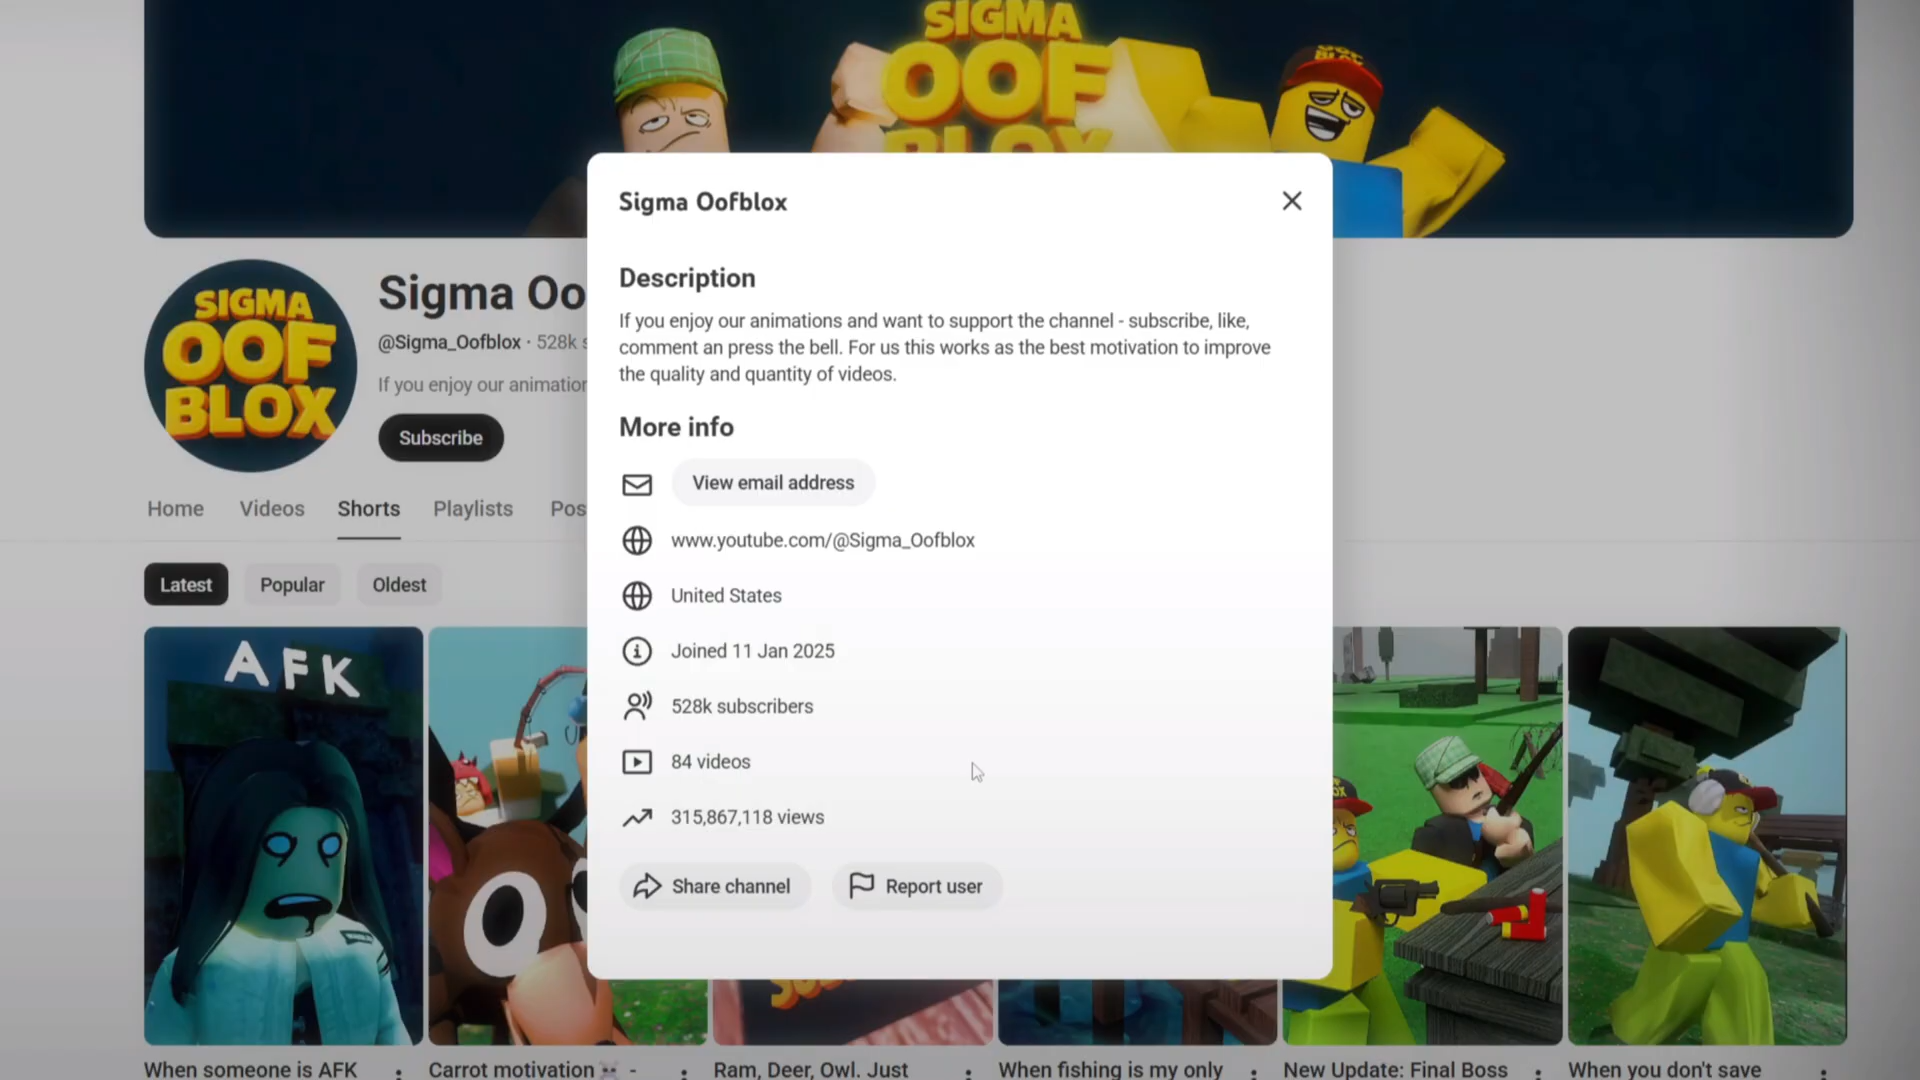 SIGMA
OOF
BLOX
OOF
BLOX
Sigma Oofblox
Description
If you enjoy our animations and want to support the channel - subscribe, like,
comment an press the bell. For us this works as the best motivation to improve
the quality and quantity of videos.
More info
View email address
www.youtube.com/@Sigma_Oofblox
United States
Joined 11 Jan 2025
528k subscribers
84 videos
315,867,118 views
Share channel
Report user
SIGMA
OOF
BLOX
Sigma Oo
@Sigma_Oofblox · 528k s
If you enjoy our animation
Subscribe
Home Videos Shorts Playlists Pos
Latest Popular Oldest
AFK
When someone is AFK
Carrot motivation ☠️ -
Ram, Deer, Owl. Just
When fishing is my only
New Update: Final Boss
When you don't save